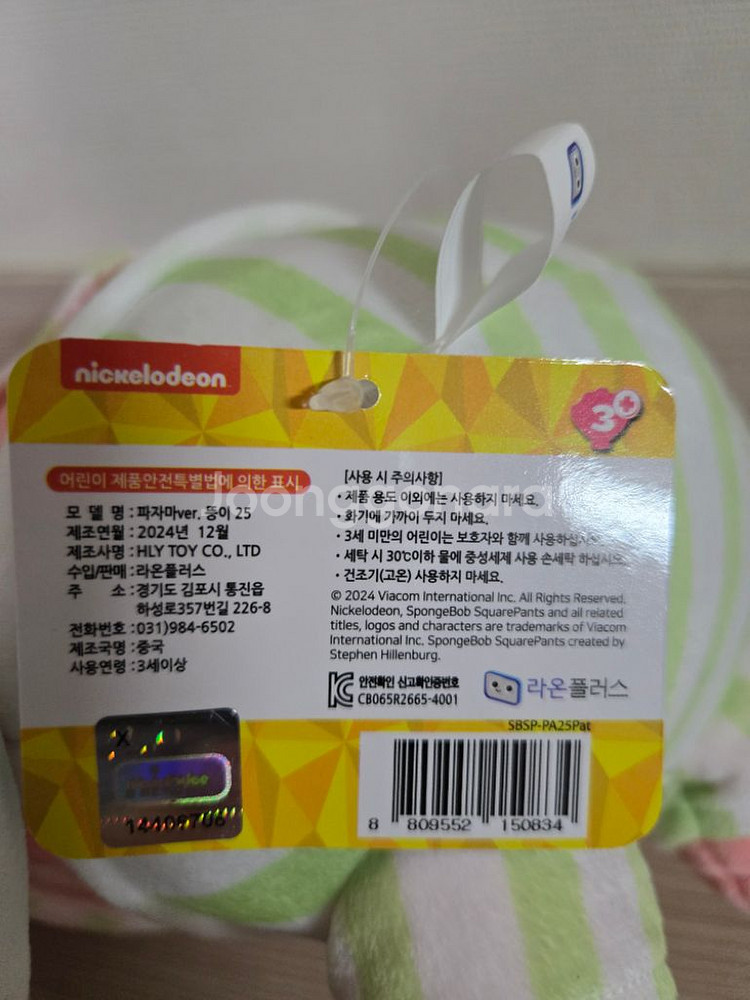 nickelodeon
3+
어린이 제품안전특별법에 의한 표시
모 델 명 : 파자마ver. 뚱이 25
제조연월 : 2024년 12월
제조사명 : HLY TOY CO., LTD
수입/판매 : 라온플러스
주 소 : 경기도 김포시 통진읍
하성로357번길 226-8
전화번호 : 031)984-6502
제조국명 : 중국
사용연령 : 3세이상
[사용 시 주의사항]
• 제품 용도 이외에는 사용하지 마세요.
• 화기에 가까이 두지 마세요.
• 3세 미만의 어린이는 보호자와 함께 사용하십시오.
• 세탁 시 30℃이하 물에 중성세제 사용 손세탁 하십시오.
• 건조기(고온) 사용하지 마세요.
© 2024 Viacom International Inc. All Rights Reserved.
Nickelodeon, SpongeBob SquarePants and all related
titles, logos and characters are trademarks of Viacom
International Inc. SpongeBob SquarePants created by
Stephen Hillenburg.
안전확인 신고확인증번호
CB065R2665-4001
라온플러스
SBSP-PA25Pat
8 809552 150834
14409706